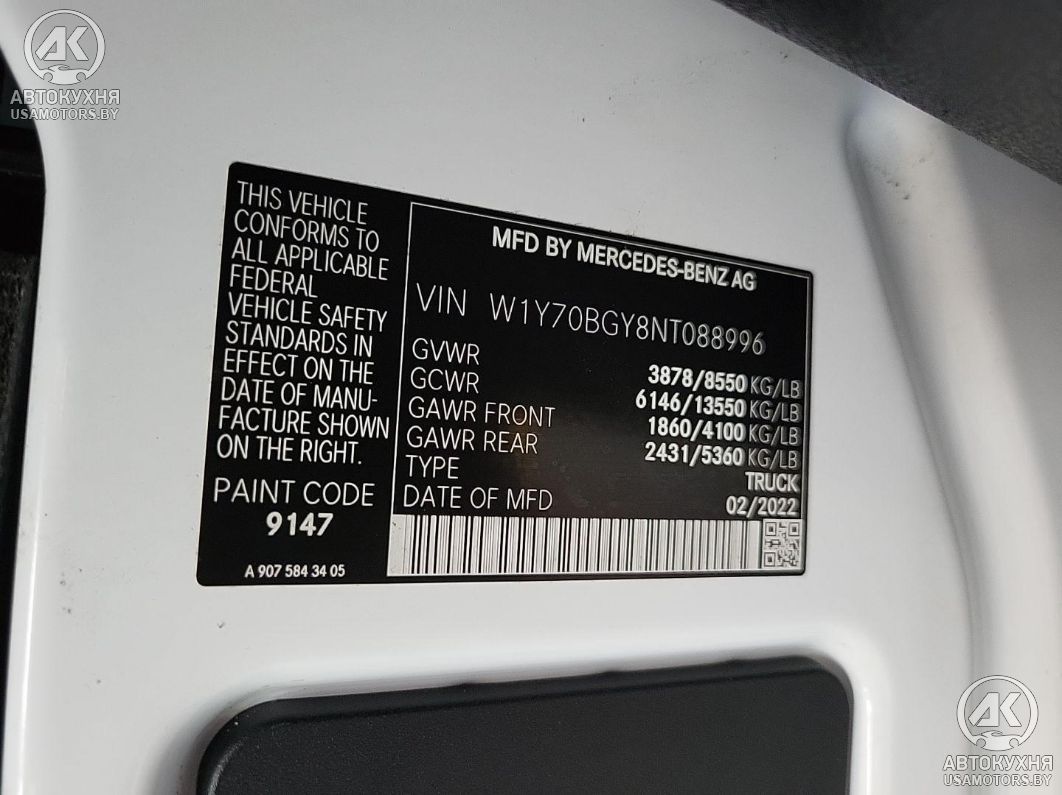 AK
АВТОКУХНЯ
USAMOTORS.BY
THIS VEHICLE
CONFORMS TO
ALL APPLICABLE
FEDERAL
VEHICLE SAFETY
STANDARDS IN
EFFECT ON THE
DATE OF MANU-
FACTURE SHOWN
ON THE RIGHT.
PAINT CODE
9147
A 907 584 34 05
MFD BY MERCEDES-BENZ AG
VIN W1Y70BGY8NT088996
GVWR 3878/8550 KG/LB
GCWR 6146/13550 KG/LB
GAWR FRONT 1860/4100 KG/LB
GAWR REAR 2431/5360 KG/LB
TYPE TRUCK
DATE OF MFD 02/2022
AK
АВТОКУХНЯ
USAMOTORS.BY